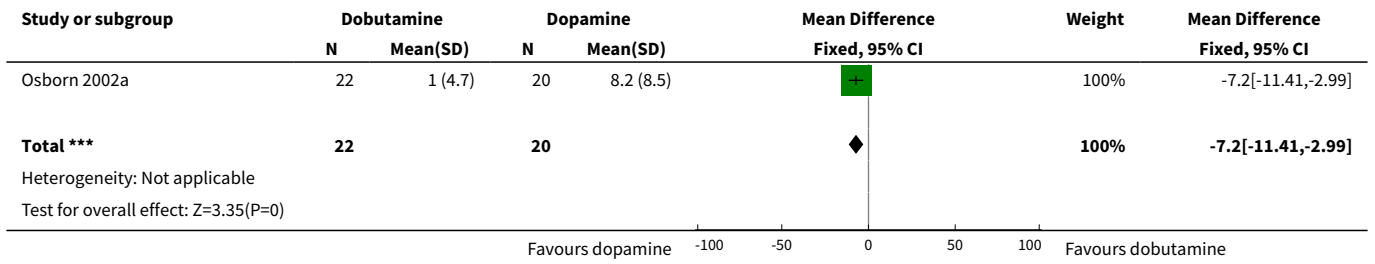 Study or subgroup Dobutamine Dopamine Mean Difference Weight Mean Difference
N Mean(SD) N Mean(SD) Fixed, 95% CI Fixed, 95% CI
Osborn 2002a 22 1 (4.7) 20 8.2 (8.5) 100% -7.2[-11.41,-2.99]
Total *** 22 20 100% -7.2[-11.41,-2.99]
Heterogeneity: Not applicable
Test for overall effect: Z=3.35(P=0)
Favours dopamine -100 -50 0 50 100 Favours dobutamine